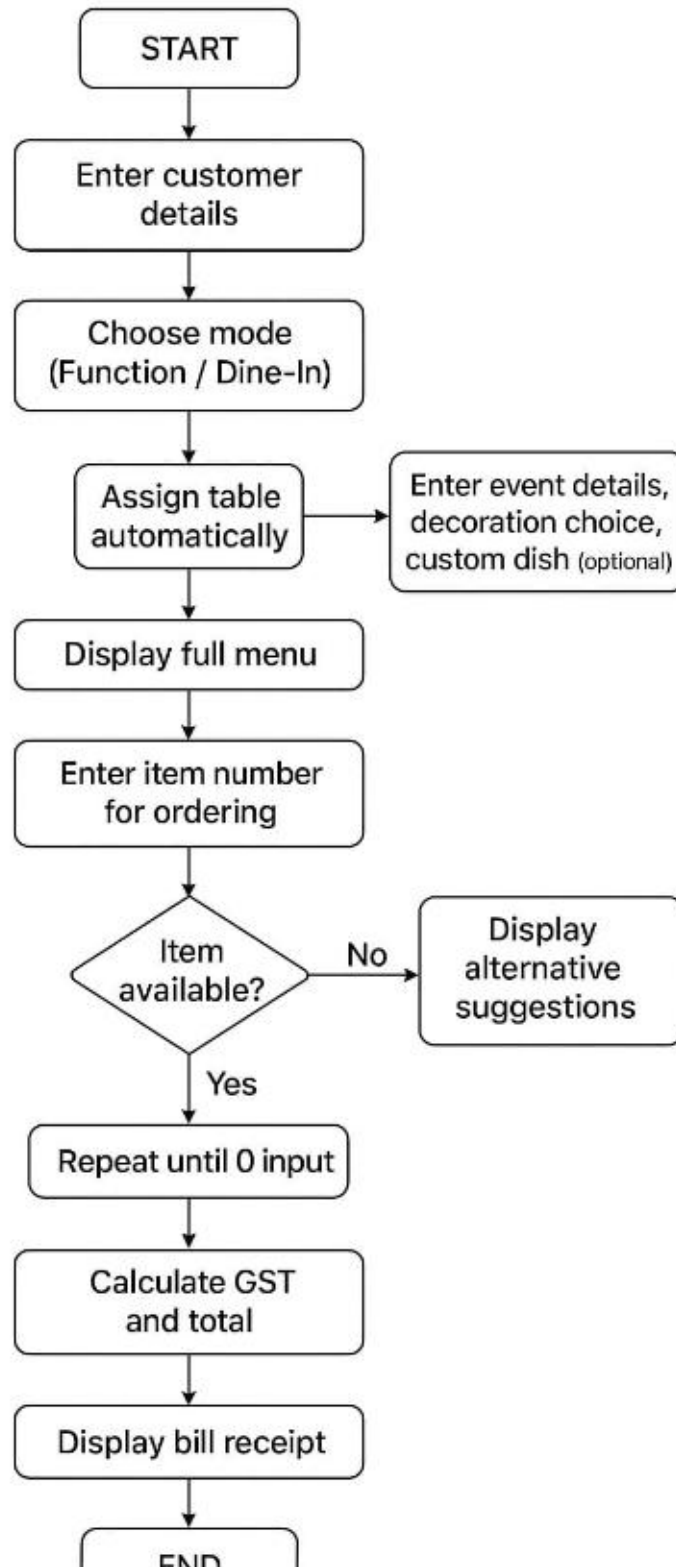 START
Enter customer
details
Choose mode
(Function / Dine-In)
Assign table
automatically
Enter event details,
decoration choice,
custom dish (optional)
Display full menu
Enter item number
for ordering
Item
available?
No
Display
alternative
suggestions
Yes
Repeat until 0 input
Calculate GST
and total
Display bill receipt
END